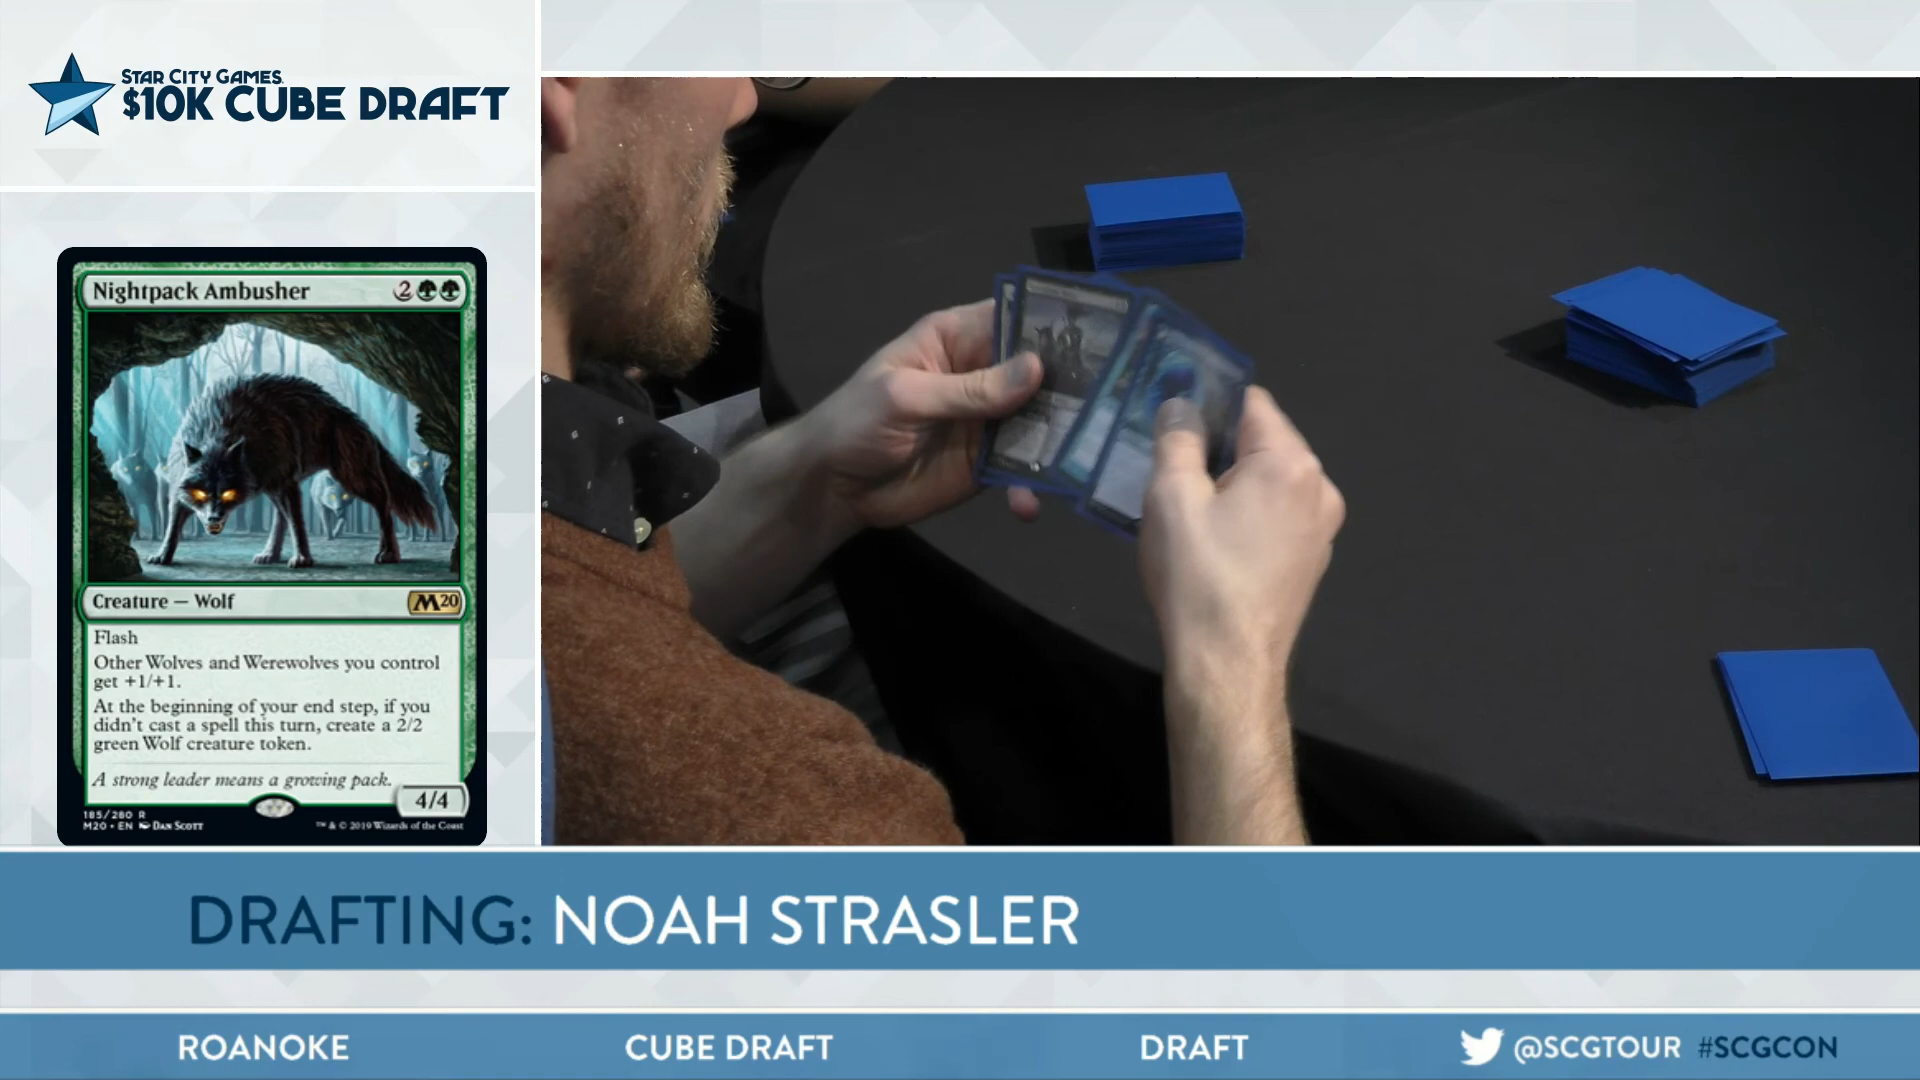 STAR CITY GAMES
$10K CUBE DRAFT
Nightpack Ambusher 2
Creature — Wolf M20
Flash
Other Wolves and Werewolves you control
get +1/+1.
At the beginning of your end step, if you
didn't cast a spell this turn, create a 2/2
green Wolf creature token.
A strong leader means a growing pack.
4/4
185/280 R
M20 • EN DAN SCOTT
™ & © 2019 Wizards of the Coast
DRAFTING: NOAH STRASLER
ROANOKE
CUBE DRAFT
DRAFT
@SCGTOUR #SCGCON